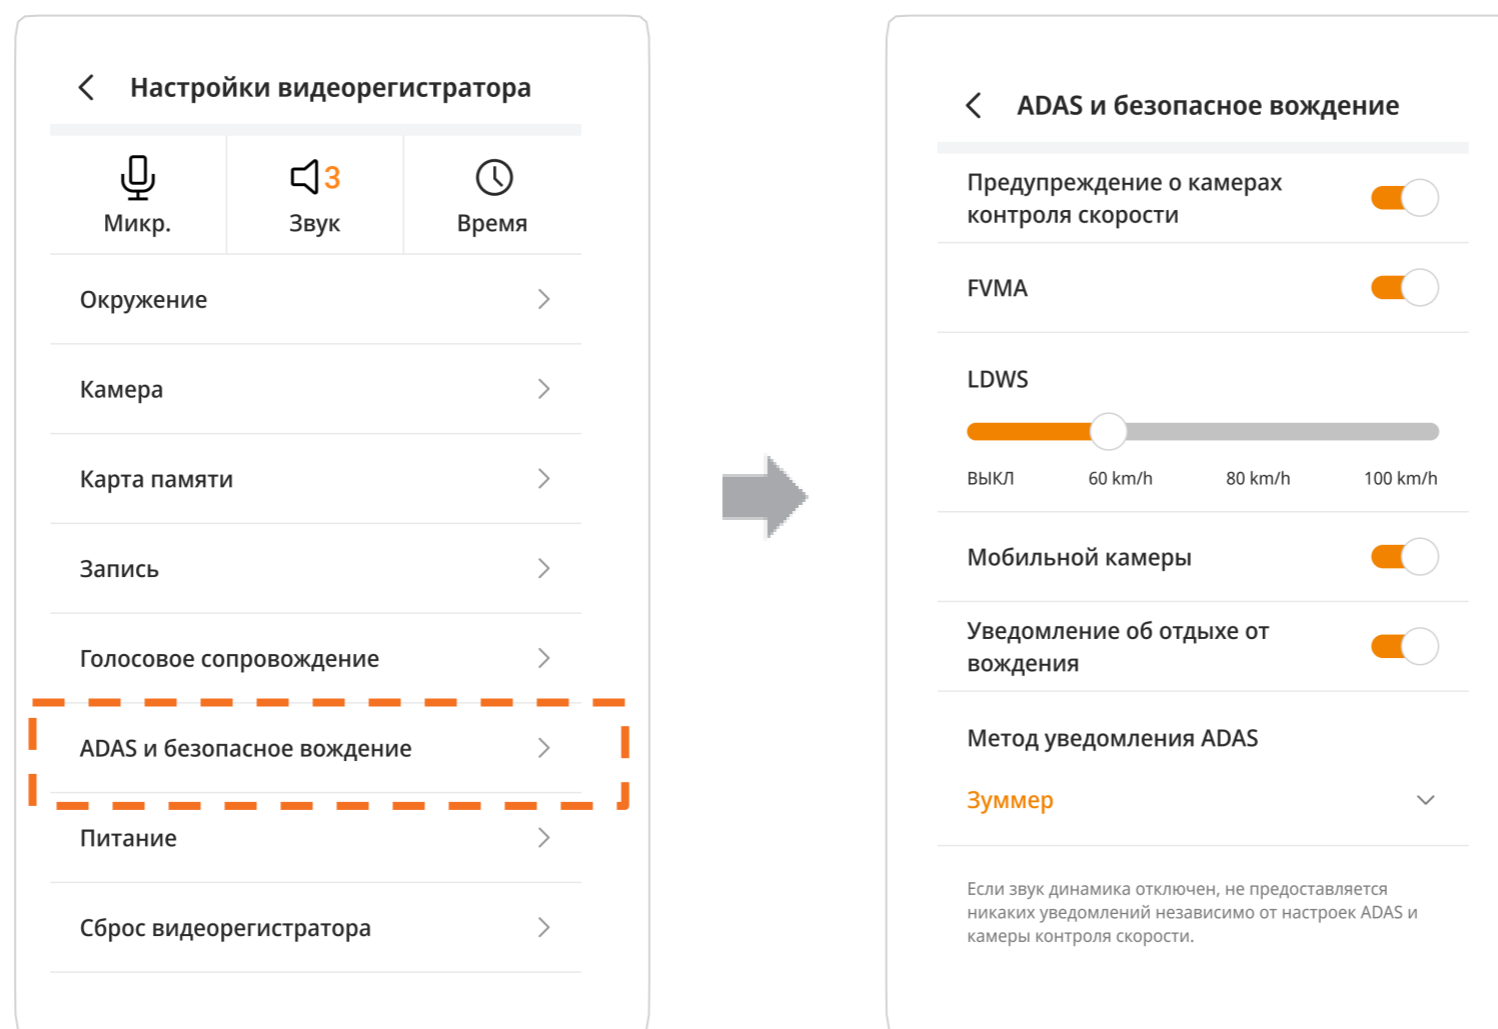 Настройки видеорегистратора
3
Микр.
Звук
Время
Окружение
Камера
Карта памяти
Запись
Голосовое сопровождение
ADAS и безопасное вождение
Питание
Сброс видеорегистратора
ADAS и безопасное вождение
Предупреждение о камерах
контроля скорости
FVMA
LDWS
ВЫКЛ
60 km/h
80 km/h
100 km/h
Мобильной камеры
Уведомление об отдыхе от
вождения
Метод уведомления ADAS
Зуммер
Если звук динамика отключен, не предоставляется
никаких уведомлений независимо от настроек ADAS и
камеры контроля скорости.